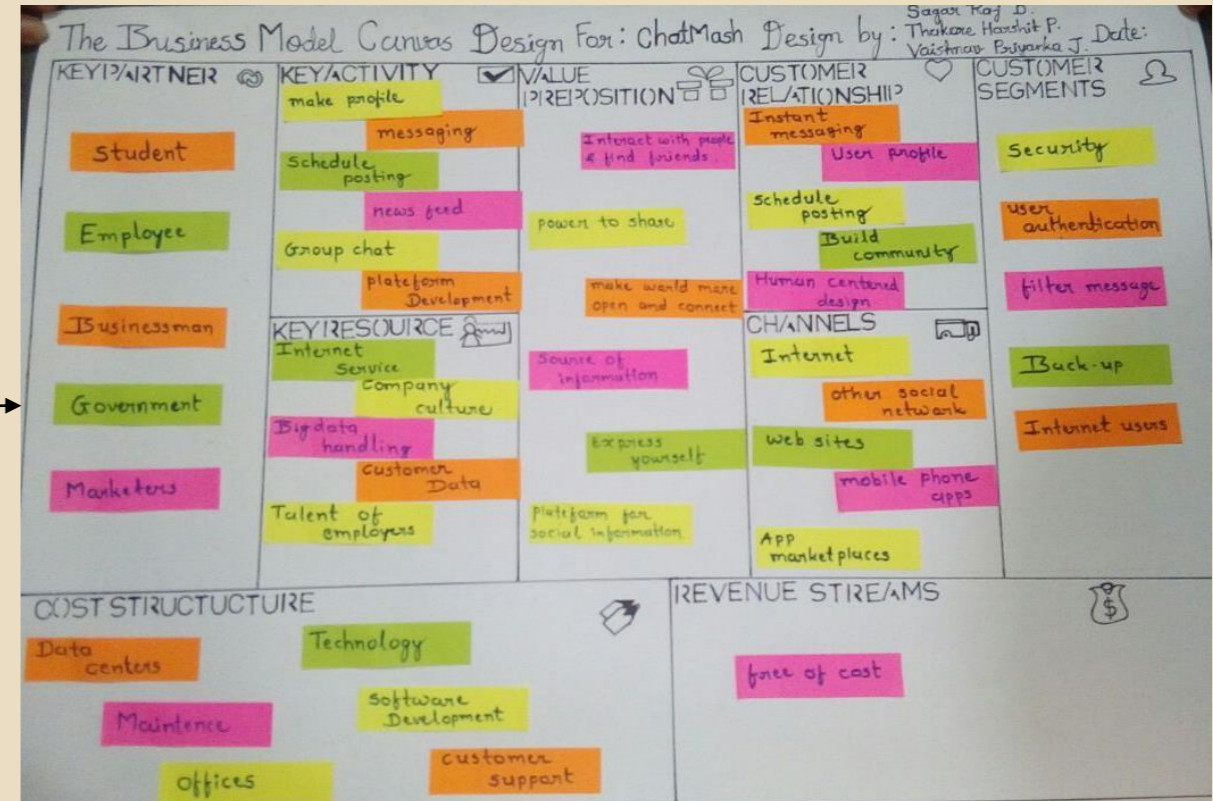 The Business Model Canvas Design For: ChatMash Design by: Sagar Raj D.
Thakare Harshit P.
Vaishnav Priyanka J.
Date:
KEY PARTNER
Student
Employee
Businessman
Government
Marketers
KEY ACTIVITY
make profile
messaging
Schedule
posting
news feed
Group chat
plateform
Development
KEY RESOURCE
Internet
Service
Company
culture
Bigdata
handling
Customer
Data
Talent of
employers
VALUE
PREPOSITION
Interact with people
& find friends.
power to share
make world more
open and connect
Source of
information
Express
yourself
plateform for
social information
CUSTOMER
RELATIONSHIP
Instant
messaging
User profile
Schedule
posting
Build
community
Human centered
design
CHANNELS
Internet
other social
network
web sites
mobile phone
apps
App
marketplaces
CUSTOMER
SEGMENTS
Security
user
authentication
filter message
Back-up
Internet users
COST STRUCTUCTURE
Data
centers
Technology
Maintence
software
Development
offices
customer
support
REVENUE STREAMS
$
free of cost